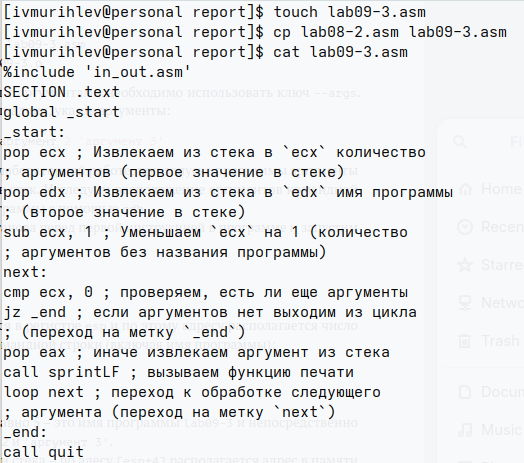 [ivmurihlev@personal report]$ touch lab09-3.asm
[ivmurihlev@personal report]$ cp lab08-2.asm lab09-3.asm
[ivmurihlev@personal report]$ cat lab09-3.asm
%include 'in_out.asm'
SECTION .text
global _start
_start:
pop ecx ; Извлекаем из стека в `ecx` количество
; аргументов (первое значение в стеке)
pop edx ; Извлекаем из стека в `edx` имя программы
; (второе значение в стеке)
sub ecx, 1 ; Уменьшаем `ecx` на 1 (количество
; аргументов без названия программы)
next:
cmp ecx, 0 ; проверяем, есть ли еще аргументы
jz _end ; если аргументов нет выходим из цикла
; (переход на метку `_end`)
pop eax ; иначе извлекаем аргумент из стека
call sprintLF ; вызываем функцию печати
loop next ; переход к обработке следующего
; аргумента (переход на метку `next`)
_end:
call quit
Home
Trash
Music